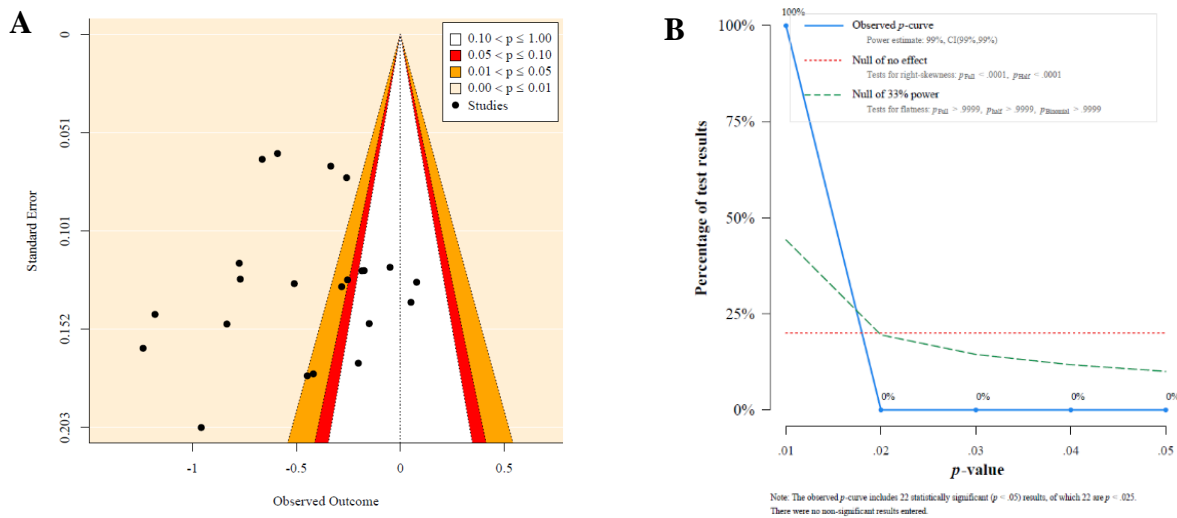 A
0
0.051
0.101
0.152
0.203
Standard Error
-1
-0.5
0
0.5
Observed Outcome
0.10 < p ≤ 1.00
0.05 < p ≤ 0.10
0.01 < p ≤ 0.05
0.00 < p ≤ 0.01
Studies
B
100%
75%
50%
25%
0%
Percentage of test results
100%
Observed p-curve
Power estimate: 99%, CI(99%,99%)
Null of no effect
Tests for right-skewness: pFull < .0001, pHalf < .0001
Null of 33% power
Tests for flatness: pFull > .9999, phalf > .9999, pBinomial > .9999
0%
0%
0%
0%
.01
.02
.03
.04
.05
p-value
Note: The observed p-curve includes 22 statistically significant (p < .05) results, of which 22 are p < .025.
There were no non-significant results entered.